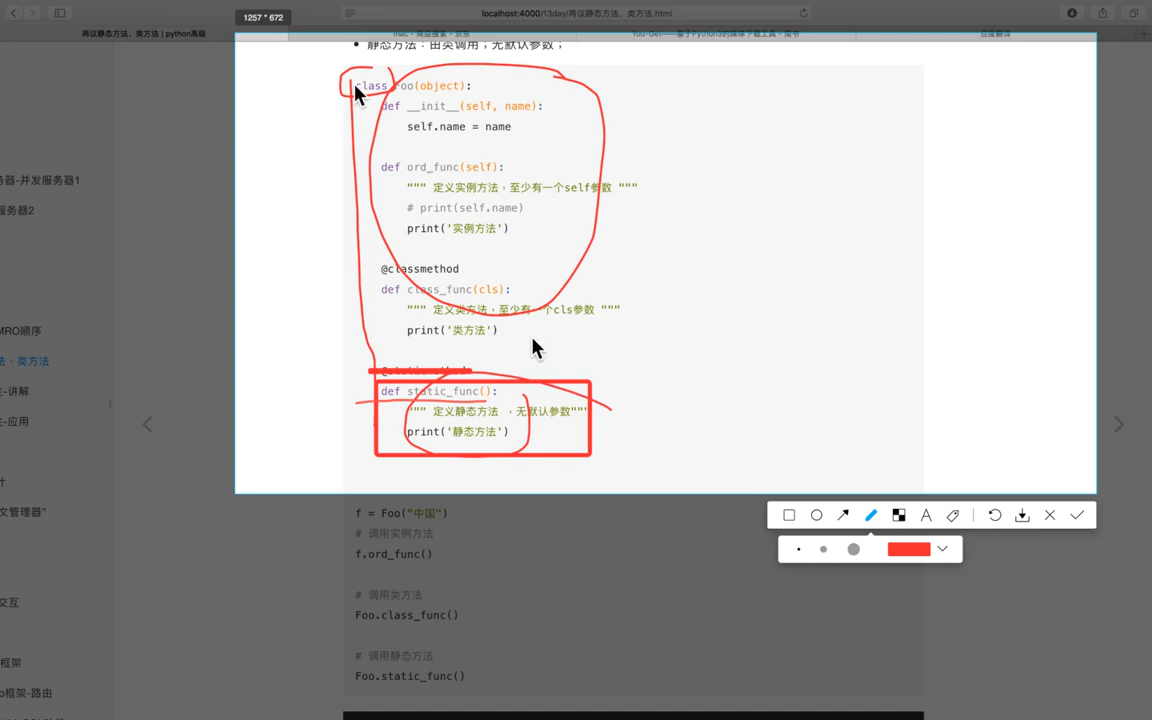 1257 * 672
localhost:4000/13day/再议静态方法、类方法.html
再议静态方法、类方法 | python高级
mac - 商品搜索 - 京东
You-Get——基于Python3的媒体下载工具 - 简书
百度翻译
静态方法：由类调用；无默认参数；
class Foo(object):
def __init__(self, name):
self.name = name
def ord_func(self):
""" 定义实例方法，至少有一个self参数 """
# print(self.name)
print('实例方法')
@classmethod
def class_func(cls):
""" 定义类方法，至少有一个cls参数 """
print('类方法')
@staticmethod
def static_func():
""" 定义静态方法 ，无默认参数"""
print('静态方法')
f = Foo("中国")
# 调用实例方法
f.ord_func()
# 调用类方法
Foo.class_func()
# 调用静态方法
Foo.static_func()
务器-并发服务器1
服务器2
MRO顺序
法、类方法
生-讲解
生-应用
计
文管理器"
交互
框架
o框架-路由
A